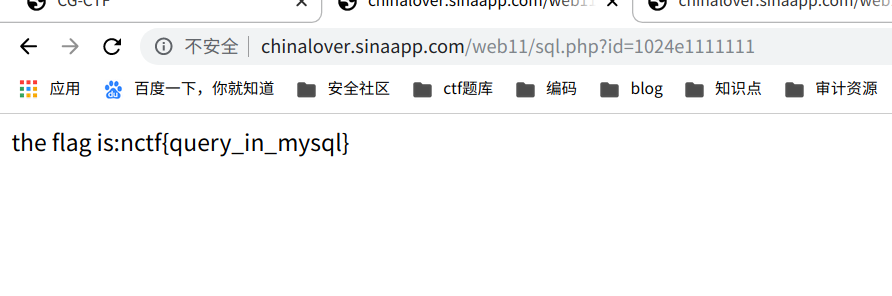 CG-CTF
chinalover.sinaapp.com/web11
chinalover.sinaapp.com/web
不安全 | chinalover.sinaapp.com/web11/sql.php?id=1024e1111111
应用 百度一下，你就知道 安全社区 ctf题库 编码 blog 知识点 审计资源
the flag is:nctf{query_in_mysql}